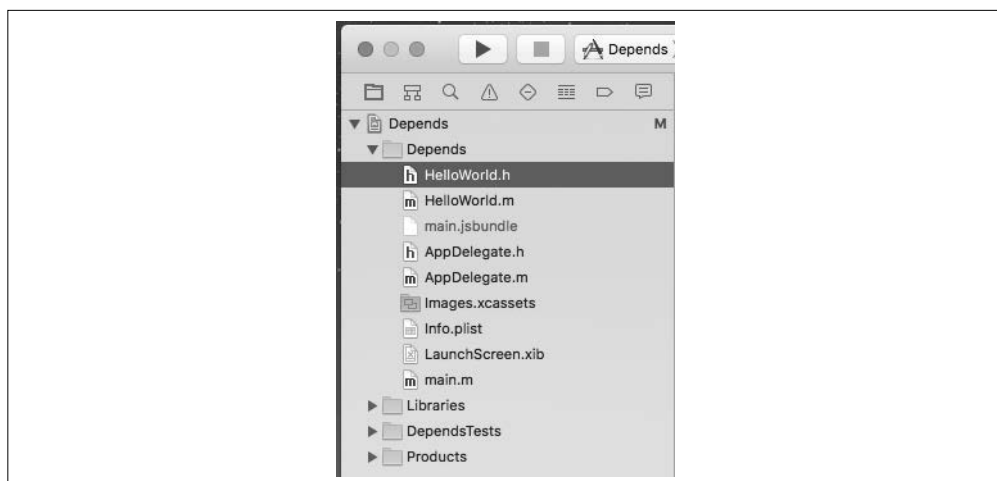 Depends
Depends M
Depends
h HelloWorld.h
m HelloWorld.m
main.jsbundle
h AppDelegate.h
m AppDelegate.m
Images.xcassets
Info.plist
LaunchScreen.xib
m main.m
Libraries
DependsTests
Products